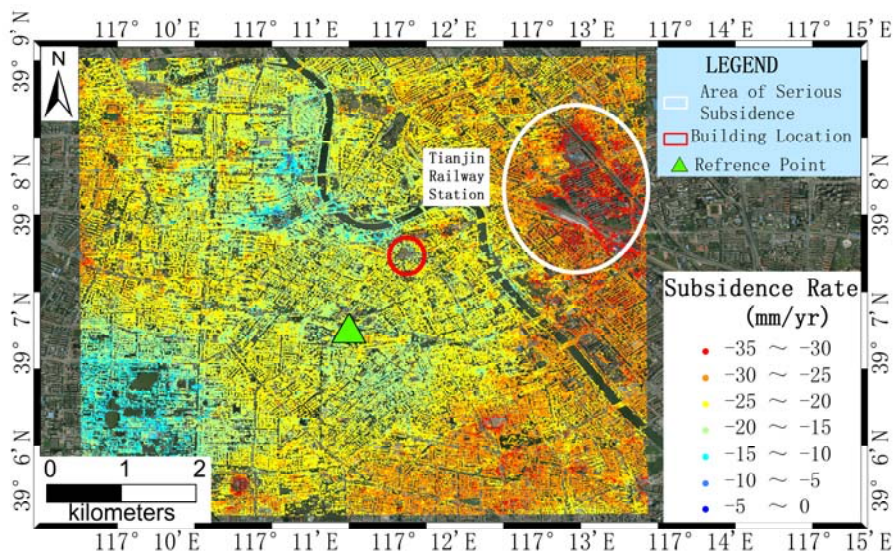 117° 10′E 117° 11′E 117° 12′E 117° 13′E 117° 14′E 117° 15′E
39° 9′N
39° 8′N
39° 7′N
39° 6′N
N
Tianjin
Railway
Station
LEGEND
Area of Serious
Subsidence
Building Location
Refrence Point
Subsidence Rate
(mm/yr)
-35 ～ -30
-30 ～ -25
-25 ～ -20
-20 ～ -15
-15 ～ -10
-10 ～ -5
-5 ～ 0
0 1 2
kilometers
39° 9′N
39° 8′N
39° 7′N
39° 6′N
117° 10′E 117° 11′E 117° 12′E 117° 13′E 117° 14′E 117° 15′E